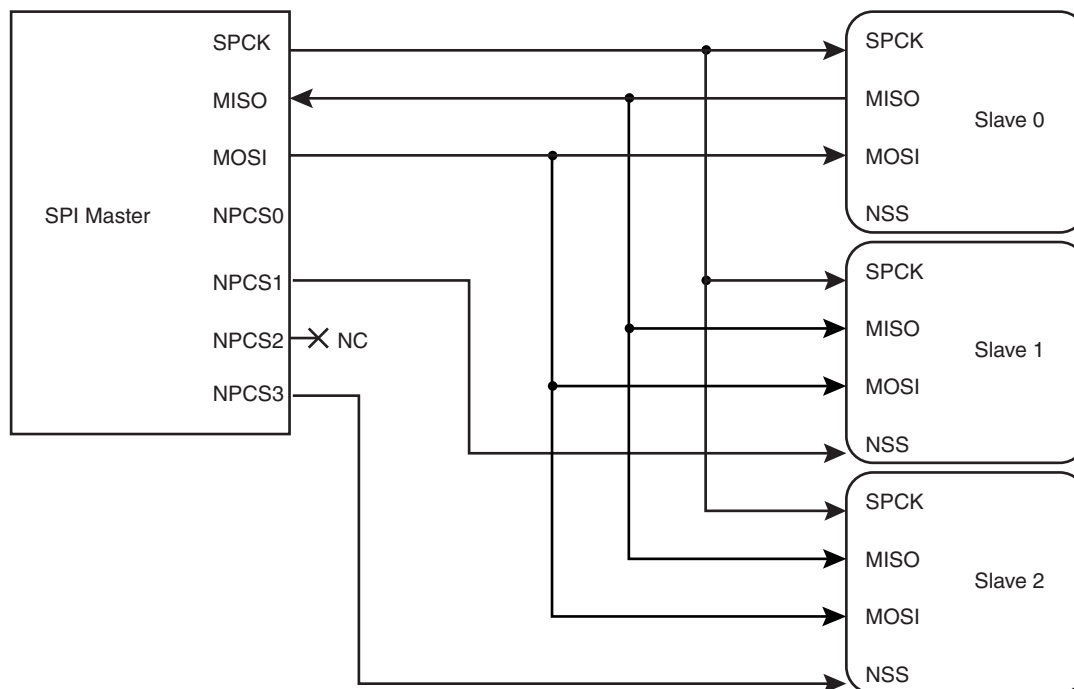 SPI Master
SPCK
MISO
MOSI
NPCS0
NPCS1
NPCS2
NC
NPCS3
SPCK
MISO
MOSI
NSS
Slave 0
SPCK
MISO
MOSI
NSS
Slave 1
SPCK
MISO
MOSI
NSS
Slave 2